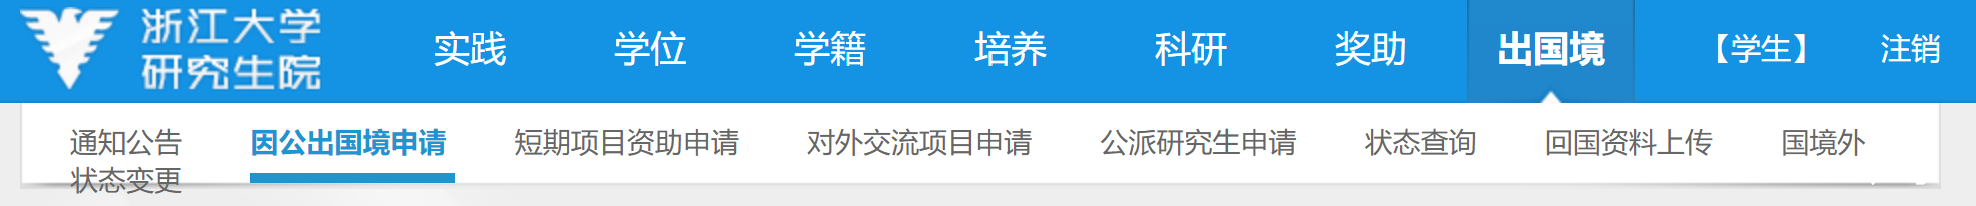 浙江大学
研究生院
实践 学位 学籍 培养 科研 奖助 出国境 【学生】 注销
通知公告 因公出国境申请 短期项目资助申请 对外交流项目申请 公派研究生申请 状态查询 回国资料上传 国境外
状态变更